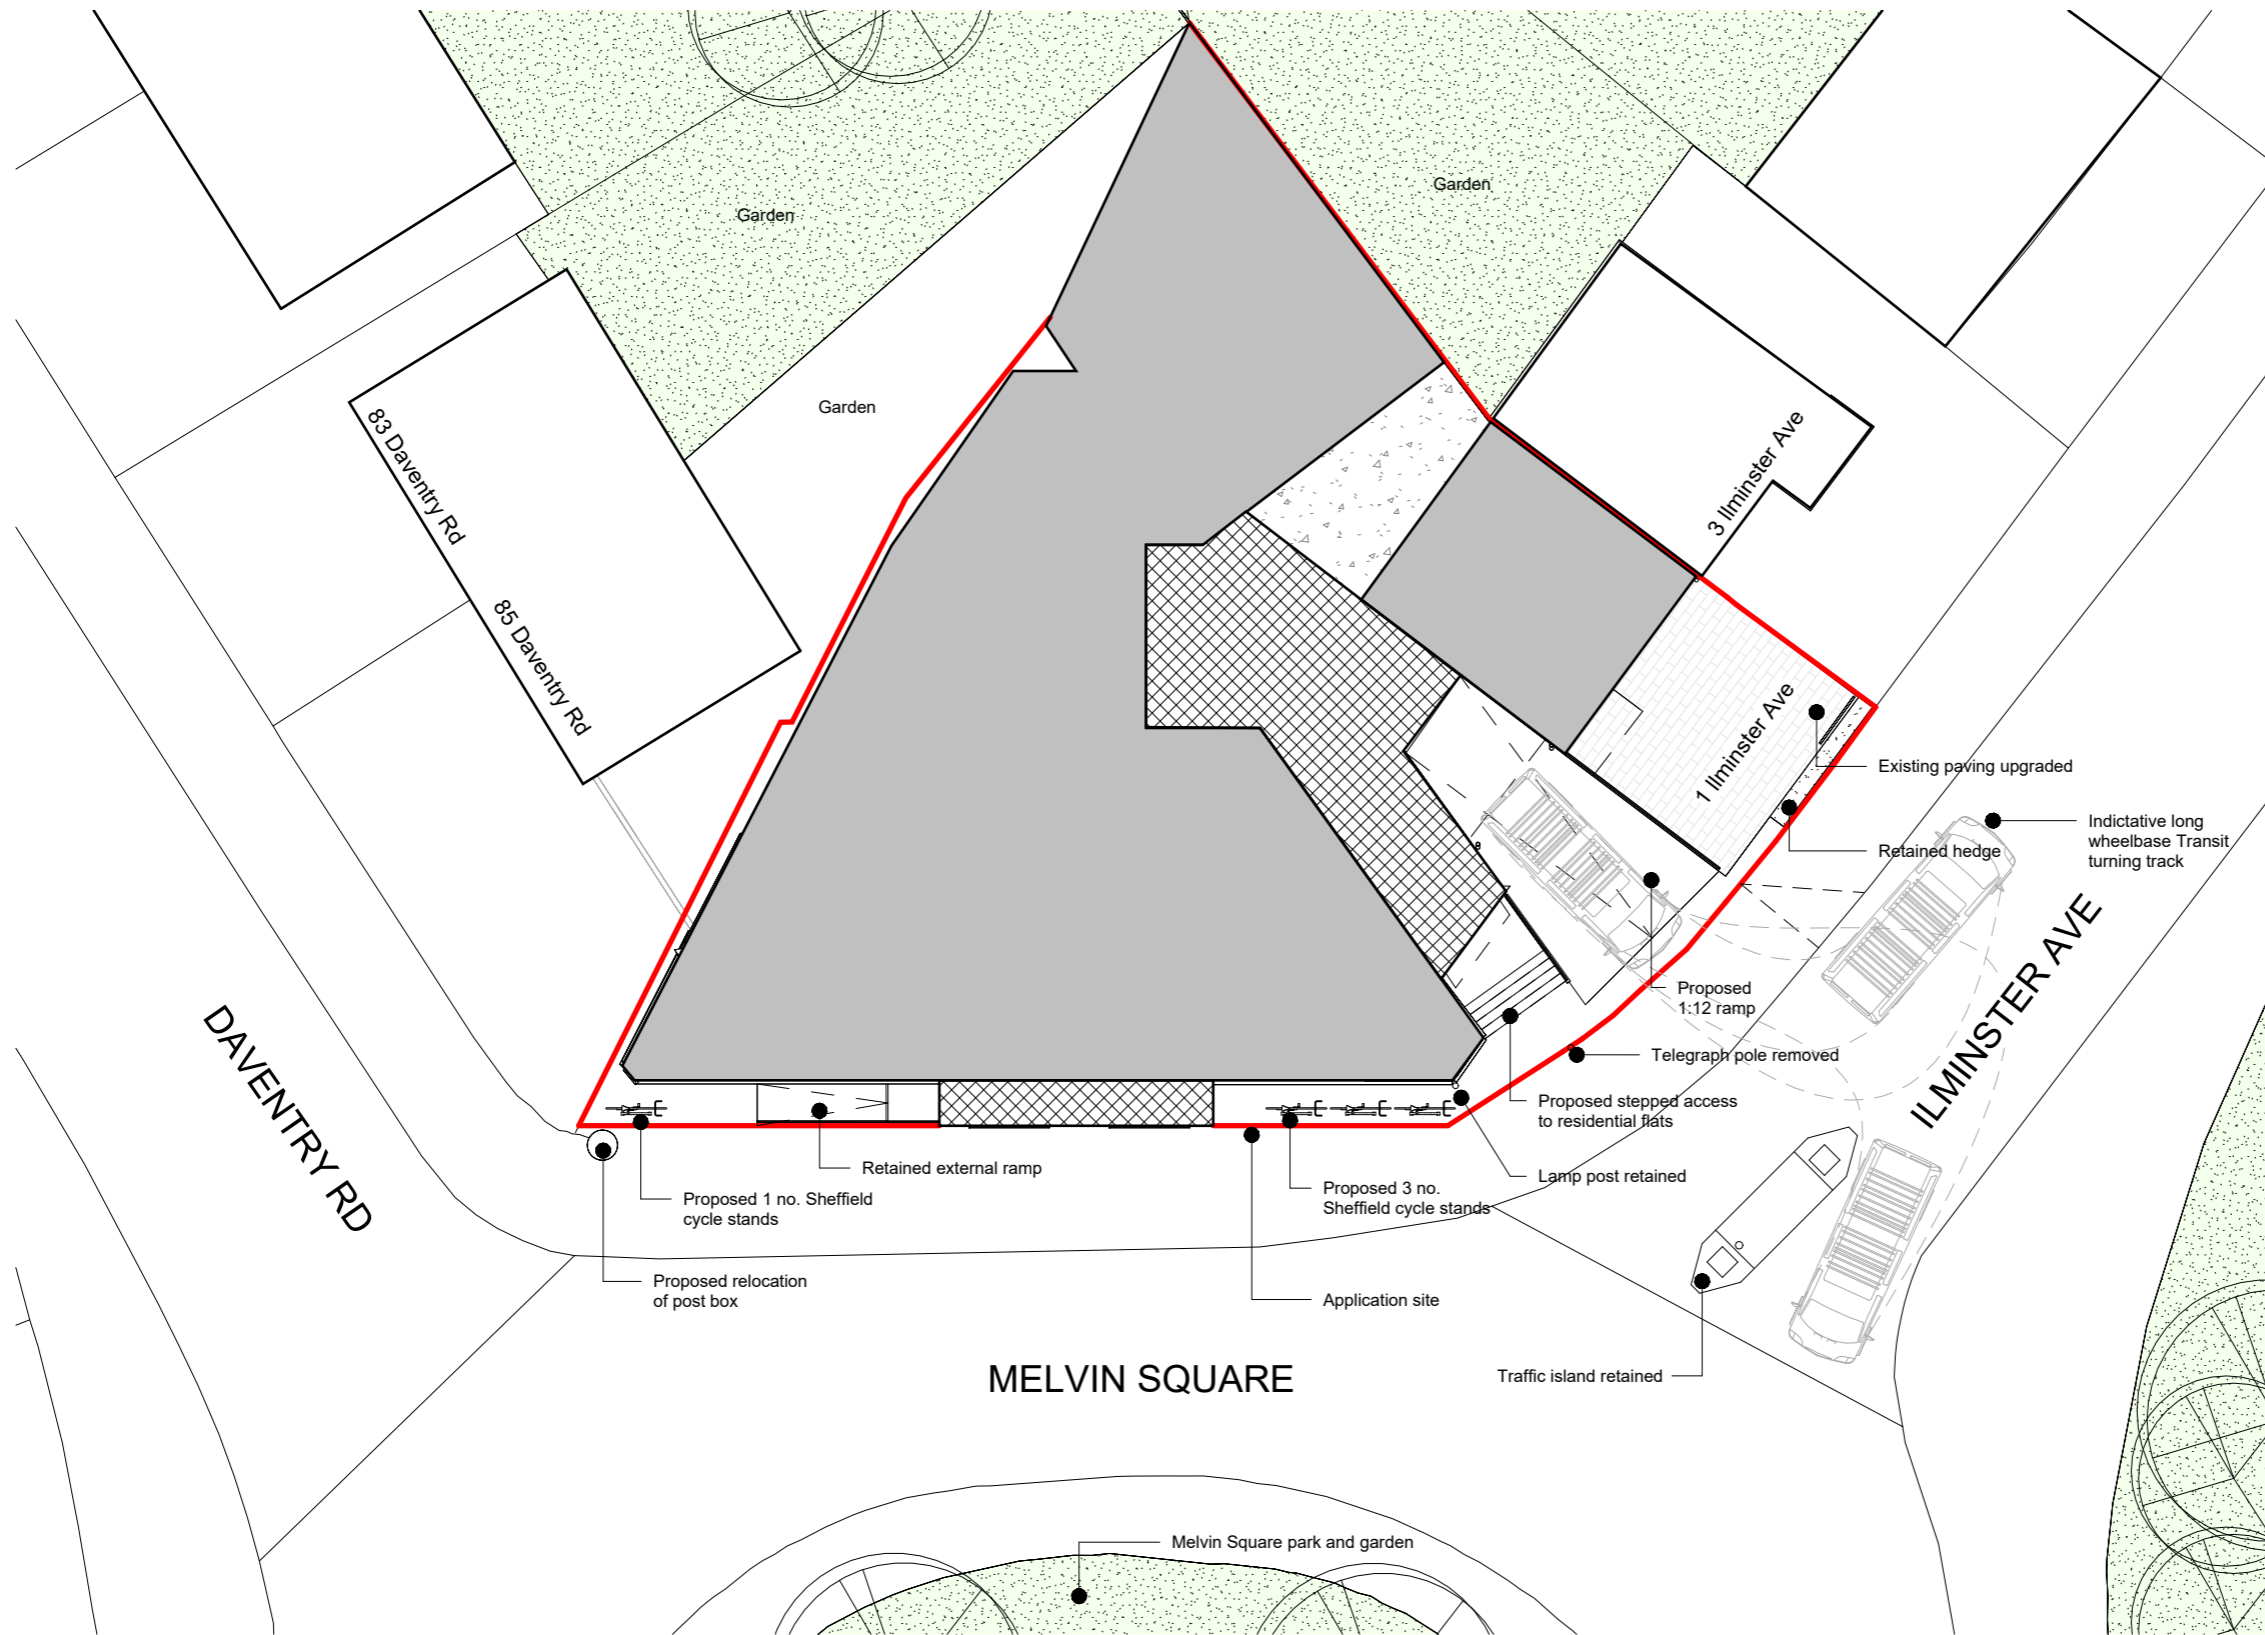 Garden
Garden
Garden
83 Daventry Rd
85 Daventry Rd
3 Ilminster Ave
1 Ilminster Ave
Existing paving upgraded
Indictative long
wheelbase Transit
turning track
Retained hedge
DAVENTRY RD
ILMINSTER AVE
Proposed
1:12 ramp
Telegraph pole removed
Proposed stepped access
to residential flats
Lamp post retained
Retained external ramp
Proposed 1 no. Sheffield
cycle stands
Proposed 3 no.
Sheffield cycle stands
Proposed relocation
of post box
Application site
Traffic island retained
MELVIN SQUARE
Melvin Square park and garden